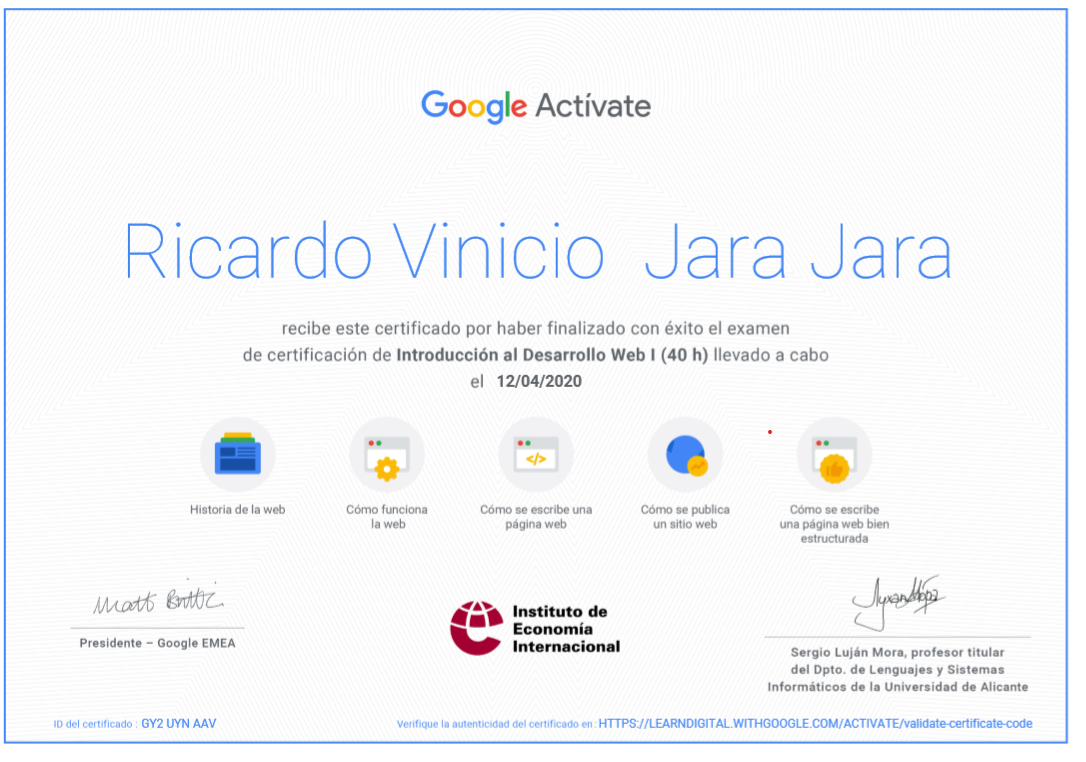 Google Actívate
Ricardo Vinicio Jara Jara
recibe este certificado por haber finalizado con éxito el examen
de certificación de Introducción al Desarrollo Web I (40 h) llevado a cabo
el 12/04/2020
</>
Historia de la web
Cómo funciona
la web
Cómo se escribe una
página web
Cómo se publica
un sitio web
Cómo se escribe
una página web bien
estructurada
Matt Brittin
Presidente – Google EMEA
Instituto de
Economía
Internacional
Sergio Luján Mora, profesor titular
del Dpto. de Lenguajes y Sistemas
Informáticos de la Universidad de Alicante
ID del certificado : GY2 UYN AAV
Verifique la autenticidad del certificado en : HTTPS://LEARNDIGITAL.WITHGOOGLE.COM/ACTIVATE/validate-certificate-code